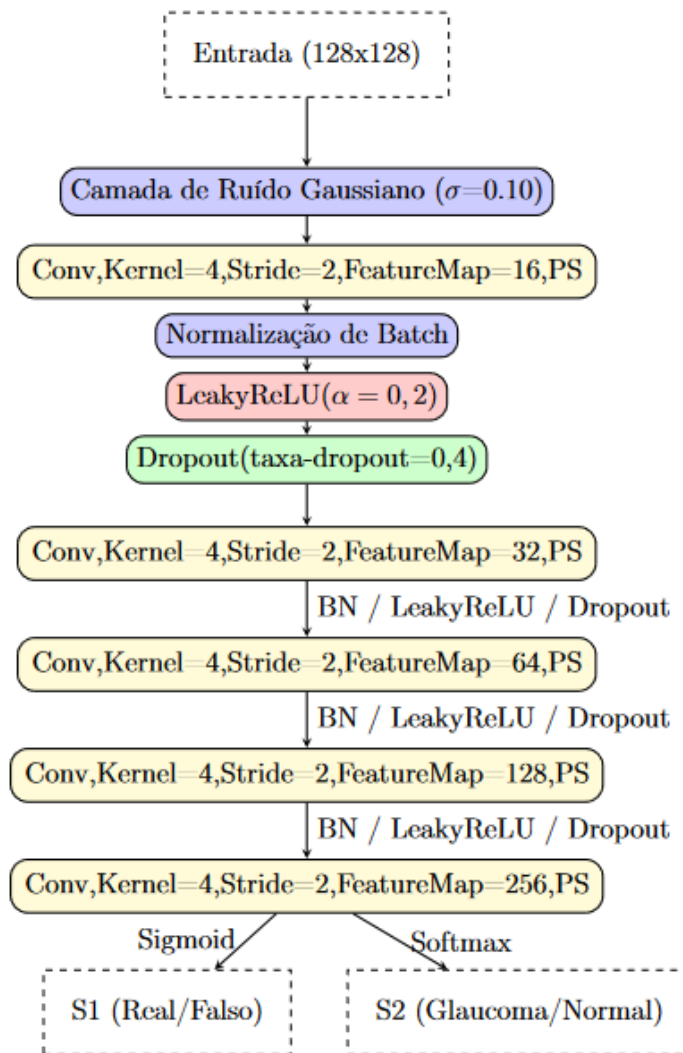 Entrada (128x128)
Camada de Ruído Gaussiano (σ=0.10)
Conv,Kernel=4,Stride=2,FeatureMap=16,PS
Normalização de Batch
LeakyReLU(α = 0, 2)
Dropout(taxa-dropout=0,4)
Conv,Kernel=4,Stride=2,FeatureMap=32,PS
BN / LeakyReLU / Dropout
Conv,Kernel=4,Stride=2,FeatureMap=64,PS
BN / LeakyReLU / Dropout
Conv,Kernel=4,Stride=2,FeatureMap=128,PS
BN / LeakyReLU / Dropout
Conv,Kernel=4,Stride=2,FeatureMap=256,PS
Sigmoid
Softmax
S1 (Real/Falso)
S2 (Glaucoma/Normal)